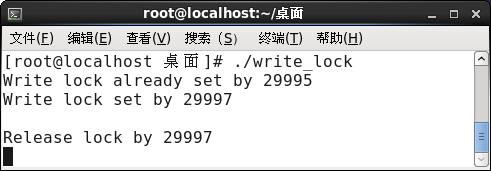 root@localhost:~/桌面
文件(F) 编辑(E) 查看(V) 搜索（S） 终端(T) 帮助(H)
[root@localhost 桌面]# ./write_lock
Write lock already set by 29995
Write lock set by 29997
Release lock by 29997